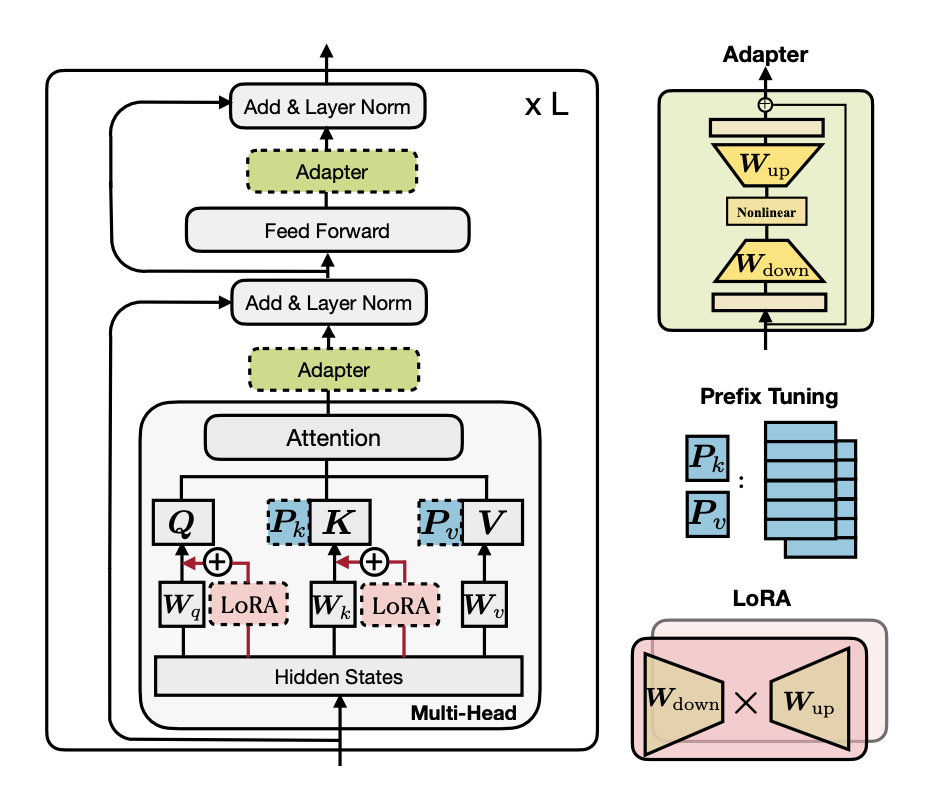 x L
Add & Layer Norm
Adapter
Feed Forward
Add & Layer Norm
Adapter
Attention
Q
P_k
K
P_v
V
+
+
W_q
LoRA
W_k
LoRA
W_v
Hidden States
Multi-Head
Adapter
+
W_up
Nonlinear
W_down
Prefix Tuning
P_k
:
P_v
LoRA
W_down × W_up